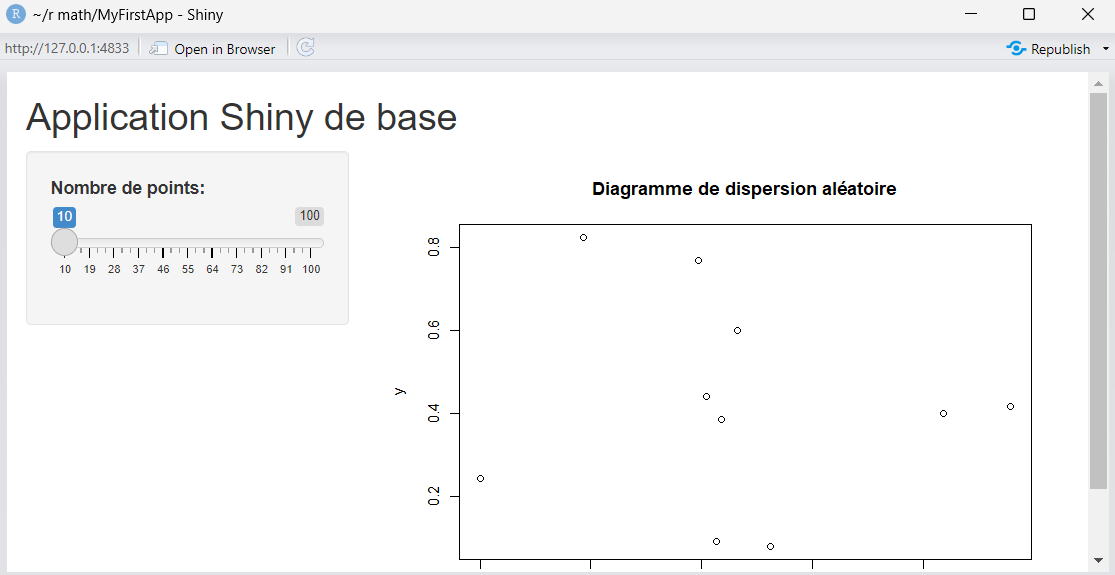 R ~/r math/MyFirstApp - Shiny
http://127.0.0.1:4833 Open in Browser Republish
Application Shiny de base
Nombre de points:
10 100
10 19 28 37 46 55 64 73 82 91 100
Diagramme de dispersion aléatoire
0.8
0.6
y
0.4
0.2